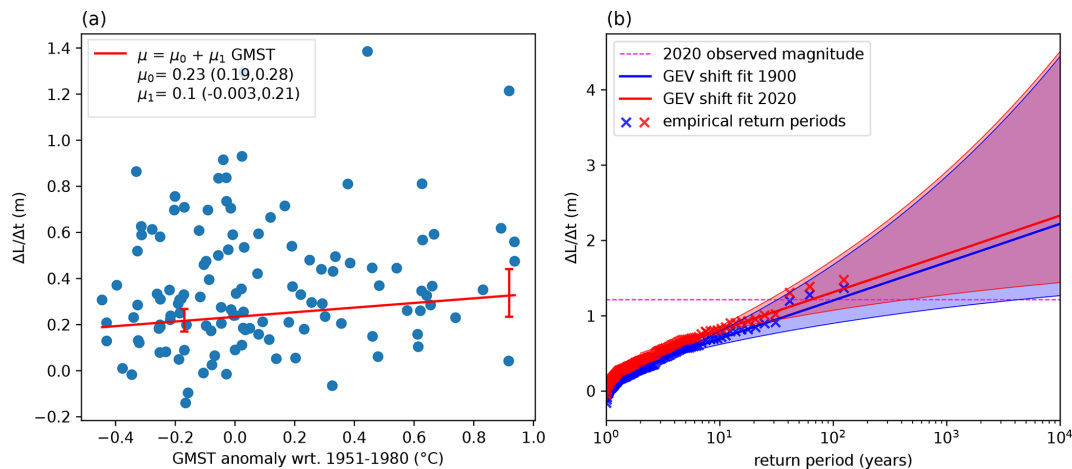 (a)
μ = μ₀ + μ₁ GMST
μ₀= 0.23 (0.19,0.28)
μ₁= 0.1 (-0.003,0.21)
1.4
1.2
1.0
0.8
0.6
0.4
0.2
0.0
−0.2
ΔL/Δt (m)
−0.4 −0.2 0.0 0.2 0.4 0.6 0.8 1.0
GMST anomaly wrt. 1951-1980 (°C)
(b)
2020 observed magnitude
GEV shift fit 1900
GEV shift fit 2020
empirical return periods
4
3
2
1
0
ΔL/Δt (m)
10⁰ 10¹ 10² 10³ 10⁴
return period (years)